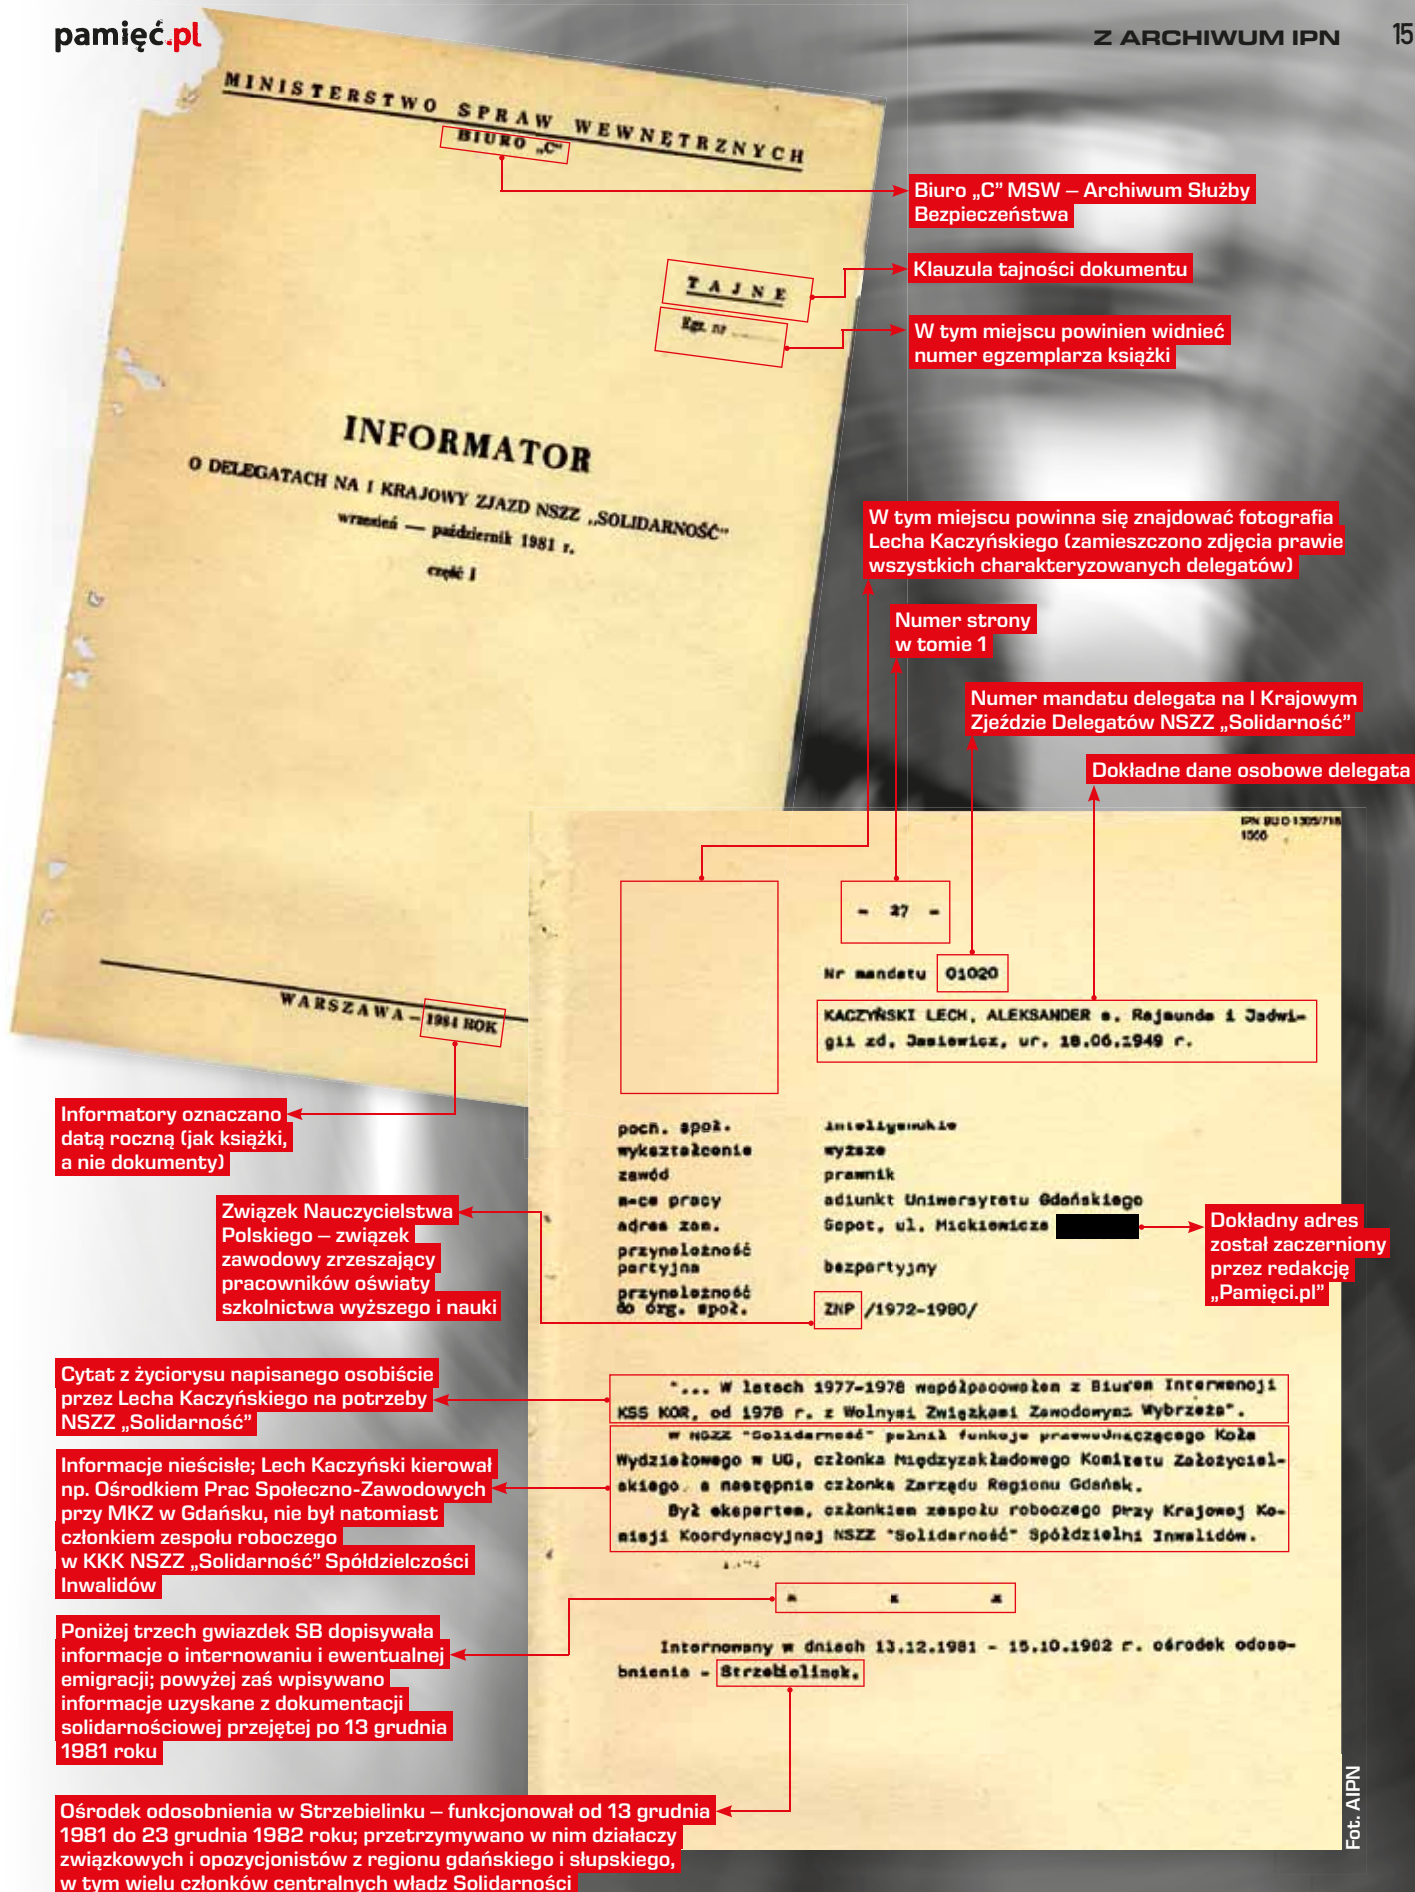 pamięć.pl
Z ARCHIWUM IPN 15
MINISTERSTWO SPRAW WEWNĘTRZNYCH
BIURO „C"
TAJNE
Egz. nr
INFORMATOR
O DELEGATACH NA I KRAJOWY ZJAZD NSZZ „SOLIDARNOŚĆ"
wrzesień — październik 1981 r.
część I
WARSZAWA – 1984 ROK
Biuro „C” MSW – Archiwum Służby
Bezpieczeństwa
Klauzula tajności dokumentu
W tym miejscu powinien widnieć
numer egzemplarza książki
W tym miejscu powinna się znajdować fotografia
Lecha Kaczyńskiego (zamieszczono zdjęcia prawie
wszystkich charakteryzowanych delegatów)
Numer strony
w tomie 1
Numer mandatu delegata na I Krajowym
Zjeździe Delegatów NSZZ „Solidarność”
Dokładne dane osobowe delegata
IPN BU 0 1305/718
- 27 -
Nr mandatu 01020
KACZYŃSKI LECH, ALEKSANDER s. Rajmunda i Jadwi-
gii zd. Jasiewicz, ur. 18.06.1949 r.
poch. społ. inteligenckie
wykształcenie wyższe
zawód prawnik
m-ce pracy adiunkt Uniwersytetu Gdańskiego
adres zam. Sopot, ul. Mickiewicza
przynależność
partyjna bezpartyjny
przynależność
do org. społ. ZNP /1972-1980/
"... W latach 1977-1978 współpracowałem z Biurem Interwencji
KSS KOR, od 1978 r. z Wolnymi Związkami Zawodowymi Wybrzeża".
W NSZZ "Solidarność" pełnił funkcję przewodniczącego Koła
Wydziałowego w UG, członka Międzyzakładowego Komitetu Założyciel-
skiego, a następnie członka Zarządu Regionu Gdańsk.
Był ekspertem, członkiem zespołu roboczego przy Krajowej Ko-
misji Koordynacyjnej NSZZ "Solidarność" Spółdzielni Inwalidów.
Internowany w dniach 13.12.1981 - 15.10.1982 r. ośrodek odoso-
bnienia - Strzebielinek.
Informatory oznaczano
datą roczną (jak książki,
a nie dokumenty)
Związek Nauczycielstwa
Polskiego – związek
zawodowy zrzeszający
pracowników oświaty
szkolnictwa wyższego i nauki
Dokładny adres
został zaczerniony
przez redakcję
„Pamięci.pl”
Cytat z życiorysu napisanego osobiście
przez Lecha Kaczyńskiego na potrzeby
NSZZ „Solidarność”
Informacje nieścisłe; Lech Kaczyński kierował
np. Ośrodkiem Prac Społeczno-Zawodowych
przy MKZ w Gdańsku, nie był natomiast
członkiem zespołu roboczego
w KKK NSZZ „Solidarność” Spółdzielczości
Inwalidów
Poniżej trzech gwiazdek SB dopisywała
informacje o internowaniu i ewentualnej
emigracji; powyżej zaś wpisywano
informacje uzyskane z dokumentacji
solidarnościowej przejętej po 13 grudnia
1981 roku
Ośrodek odosobnienia w Strzebielinku – funkcjonował od 13 grudnia
1981 do 23 grudnia 1982 roku; przetrzymywano w nim działaczy
związkowych i opozycjonistów z regionu gdańskiego i słupskiego,
w tym wielu członków centralnych władz Solidarności
Fot. AIPN